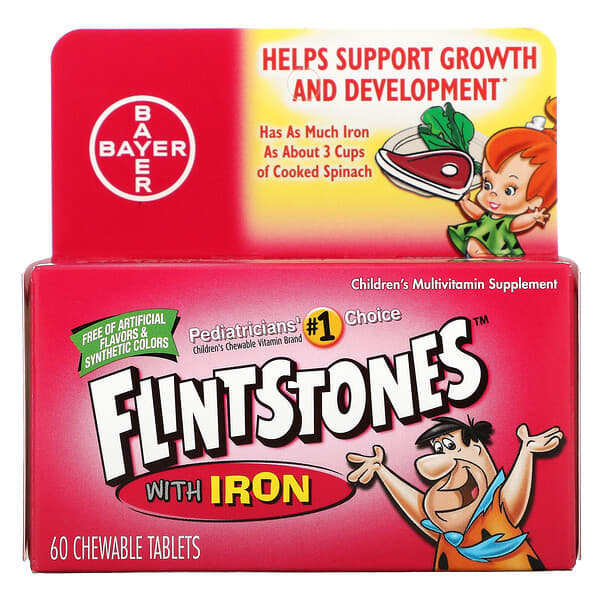 BAYER
BAYER
HELPS SUPPORT GROWTH
AND DEVELOPMENT*
Has As Much Iron
As About 3 Cups
of Cooked Spinach
Children's Multivitamin Supplement
FREE OF ARTIFICIAL
FLAVORS &
SYNTHETIC COLORS
Pediatricians' #1 Choice
Children's Chewable Vitamin Brand
FLINTSTONES™
WITH IRON
60 CHEWABLE TABLETS